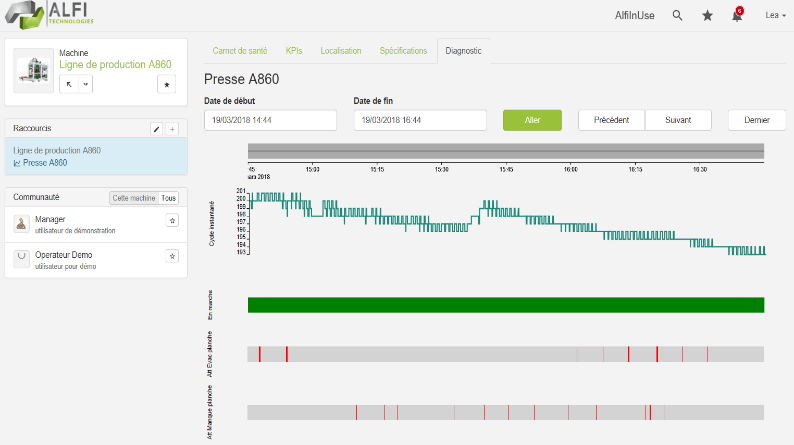 ALFI
TECHNOLOGIES
AlfiInUse
6
Lea
Machine
Ligne de production A860
Carnet de santé
KPIs
Localisation
Spécifications
Diagnostic
Presse A860
Date de début
Date de fin
19/03/2018 14:44
19/03/2018 16:44
Aller
Précédent
Suivant
Dernier
Raccourcis
Ligne de production A860
Presse A860
Communauté
Cette machine
Tous
Manager
utilisateur de démonstration
Operateur Demo
utilisateur pour démo
:45
15:00
15:15
15:30
15:45
16:00
16:15
16:30
mars 2018
Cycle instantané
201
200
199
198
197
196
195
194
193
En marche
Att Evac planche
Att Manque planche